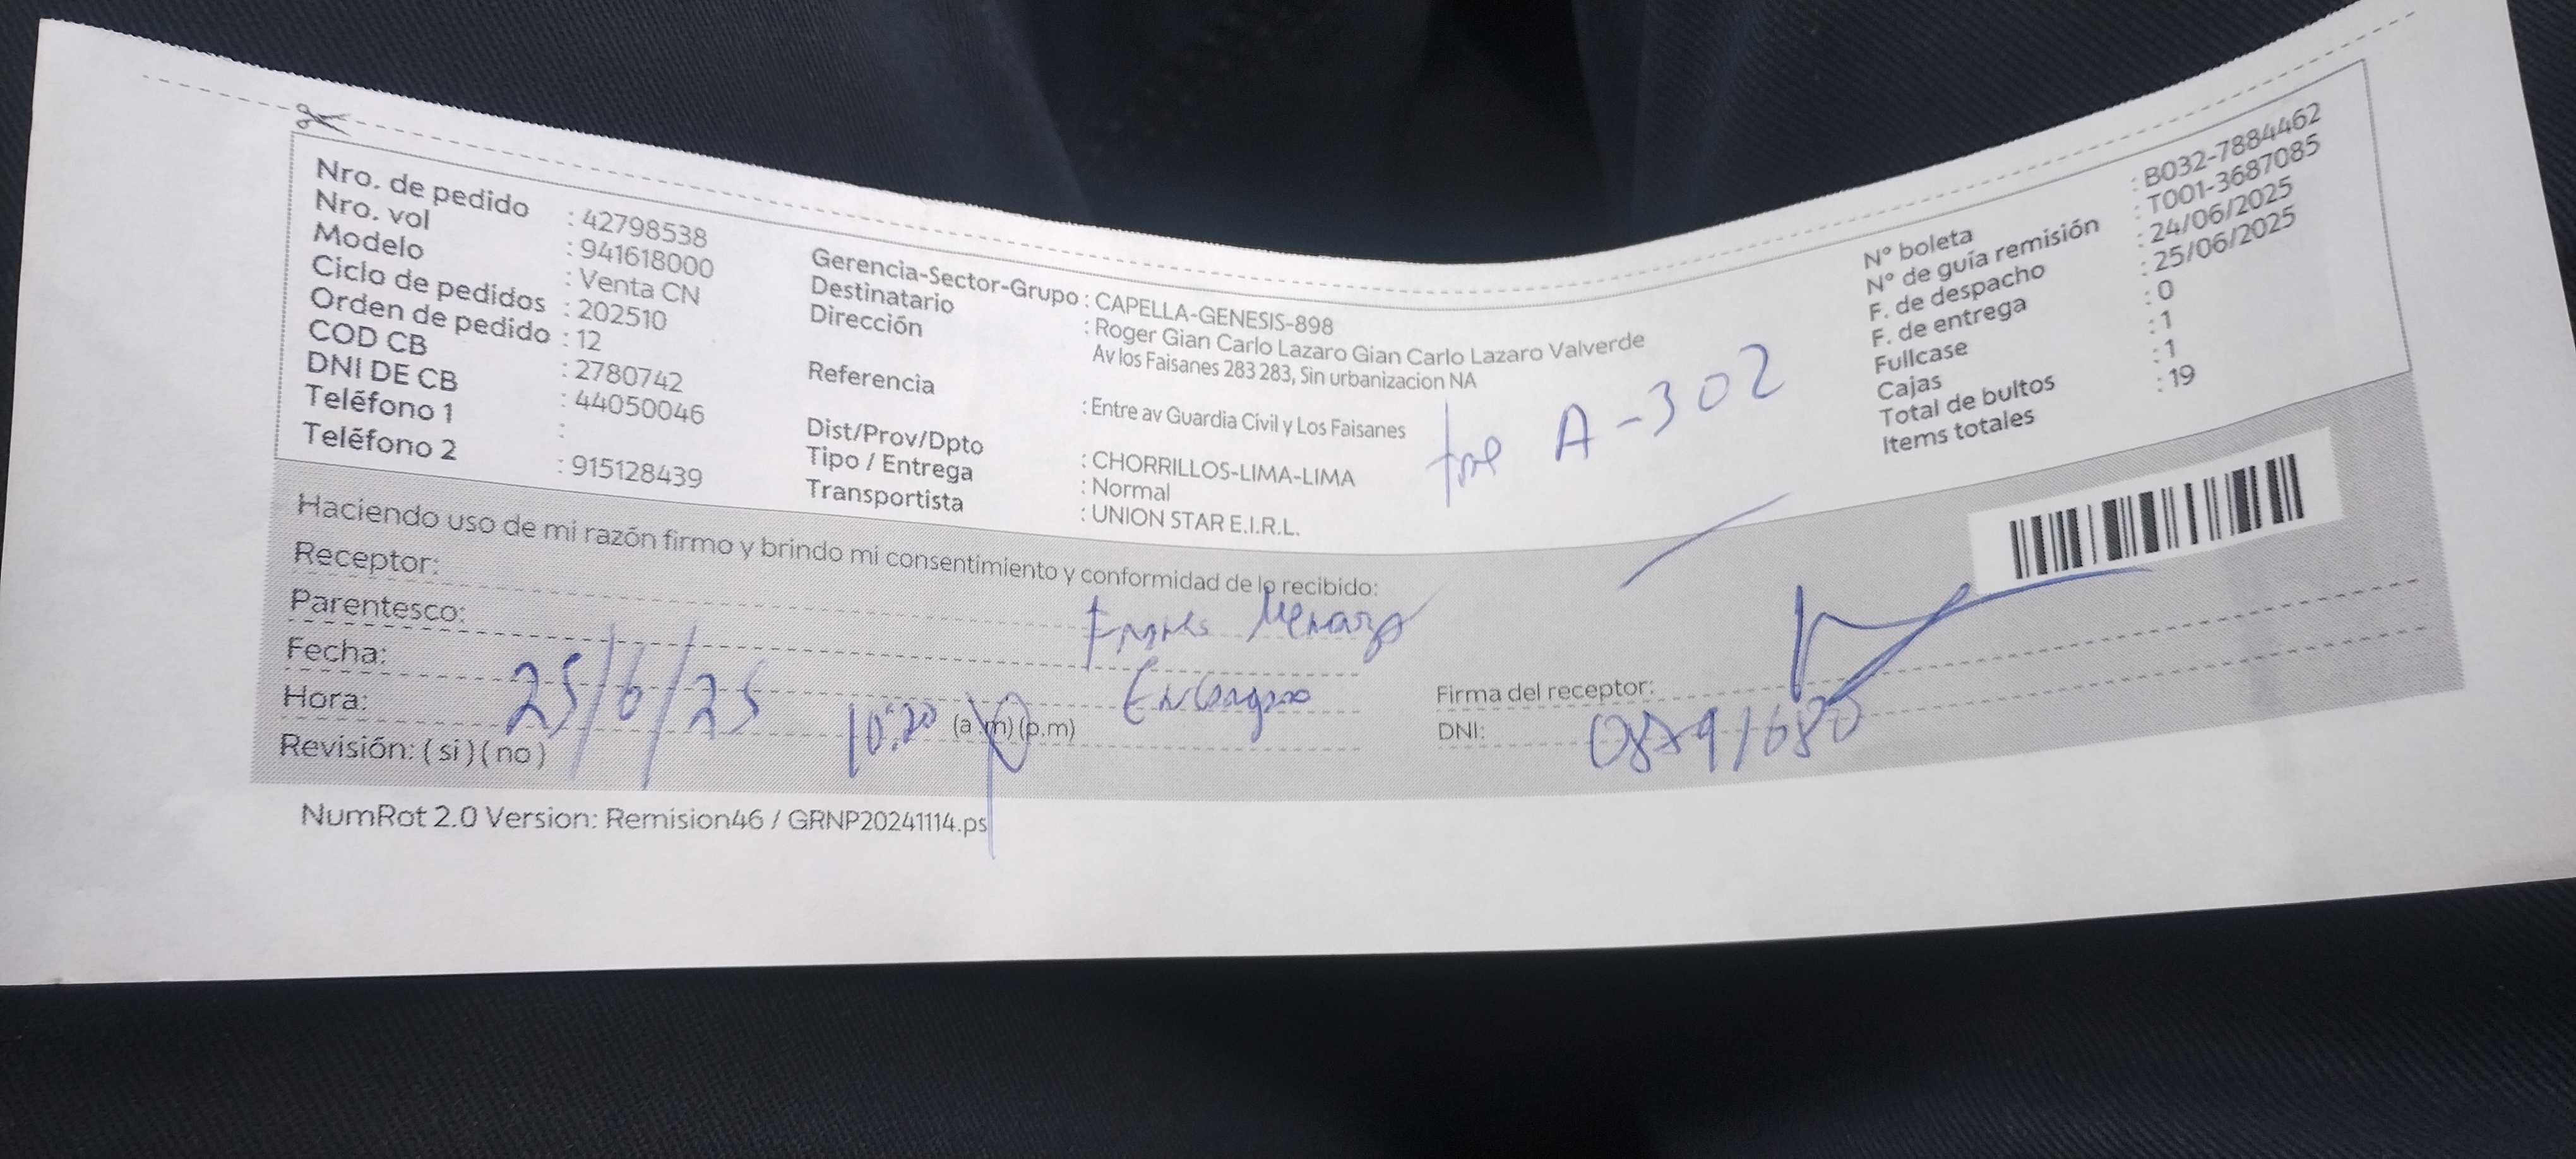 Nro. de pedido : 42798538
Nro. vol : 941618000
Modelo : Venta CN
Ciclo de pedidos : 202510
Orden de pedido : 12
COD CB : 2780742
DNI DE CB : 44050046
Teléfono 1 :
Teléfono 2 : 915128439
Gerencia-Sector-Grupo : CAPELLA-GENESIS-898
Destinatario : Roger Gian Carlo Lazaro Gian Carlo Lazaro Valverde
Dirección Av los Faisanes 283 283, Sin urbanizacion NA
Referencia : Entre av Guardia Civil y Los Faisanes
Dist/Prov/Dpto : CHORRILLOS-LIMA-LIMA
Tipo / Entrega : Normal
Transportista : UNION STAR E.I.R.L.
A-302
N° boleta : B032-7884462
N° de guía remisión : T001-3687085
F. de despacho : 24/06/2025
F. de entrega : 25/06/2025
Fullcase : 0
Cajas : 1
Total de bultos : 1
Items totales : 19
Haciendo uso de mi razón firmo y brindo mi consentimiento y conformidad de lo recibido:
Receptor:
Parentesco:
Fecha: 25/6/25
Hora: 10:20 (a.m) (p.m)
Revisión: ( si ) ( no )
Firma del receptor:
DNI:
NumRot 2.0 Version: Remision46 / GRNP20241114.ps